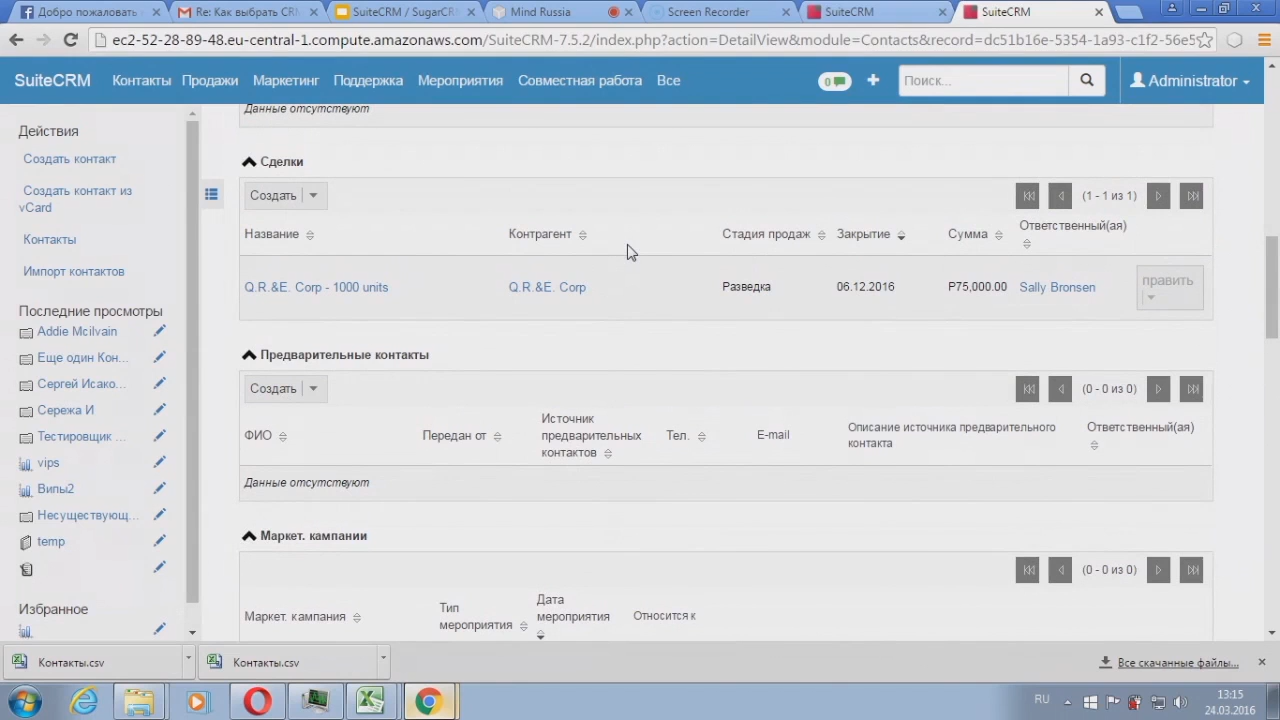 Добро пожаловать
Re: Как выбрать CR
SuiteCRM / SugarCR
Mind Russia
Screen Recorder
SuiteCRM
SuiteCRM
ec2-52-28-89-48.eu-central-1.compute.amazonaws.com/SuiteCRM-7.5.2/index.php?action=DetailView&module=Contacts&record=dc51b16e-5354-1a93-c1f2-56e5
SuiteCRM Контакты Продажи Маркетинг Поддержка Мероприятия Совместная работа Все
0
Поиск...
Administrator
Действия
Создать контакт
Создать контакт из
vCard
Контакты
Импорт контактов
Последние просмотры
Addie Mcilvain
Еще один Кон...
Сергей Исако...
Сережа И
Тестировщик ...
vips
Випы2
Несуществующ...
temp
Избранное
Данные отсутствуют
Сделки
Создать
(1 - 1 из 1)
Название Контрагент Стадия продаж Закрытие Сумма Ответственный(ая)
Q.R.&E. Corp - 1000 units Q.R.&E. Corp Разведка 06.12.2016 Р75,000.00 Sally Bronsen править
Предварительные контакты
Создать
(0 - 0 из 0)
ФИО Передан от
Источник
предварительных
контактов
Тел. E-mail
Описание источника предварительного
контакта
Ответственный(ая)
Данные отсутствуют
Маркет. кампании
(0 - 0 из 0)
Маркет. кампания
Тип
мероприятия
Дата
мероприятия
Относится к
Контакты.csv
Контакты.csv
Все скачанные файлы...
RU
13:15
24.03.2016